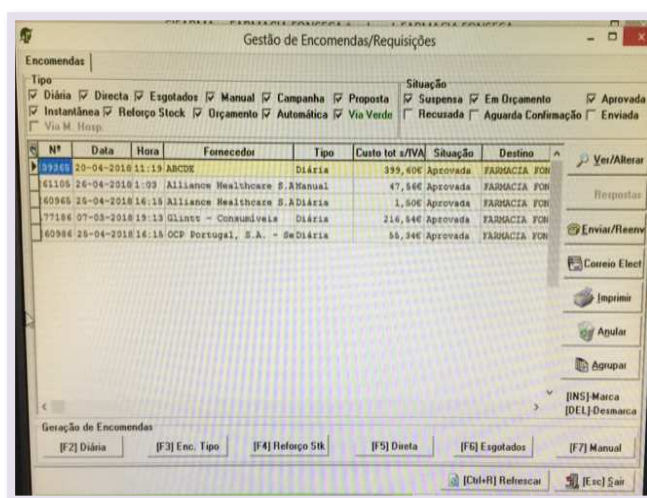 Gestão de Encomendas/Requisições
Encomendas
Tipo
Diária Directa Esgotados Manual Campanha Proposta
Instantânea Reforço Stock Orçamento Automática Via Verde
Via M. Hosp.
Situação
Suspensa Em Orçamento Aprovada
Recusada Aguarda Confirmação Enviada
Nº Data Hora Fornecedor Tipo Custo tot s/IVA Situação Destino
20-04-2018 11:19 ABCDE Diária 399,60€ Aprovada FARMACIA FON
61105 26-04-2018 1:03 Alliance Healthcare S.A Manual Aprovada FARMACIA FON
60965 25-04-2018 16:15 Alliance Healthcare S.A Diária 1,50€ Aprovada FARMACIA FON
77186 07-03-2018 19:13 Glintt - Consumíveis Diária 216,54€ Aprovada FARMACIA FON
60986 25-04-2018 16:15 OCP Portugal, S.A. - Se Diária Aprovada FARMACIA FON
Ver/Alterar
Respostas
Enviar/Reenv
Correio Elect
Imprimir
Anular
Agrupar
[INS]-Marca
[DEL]-Desmarca
Geração de Encomendas
[F2] Diária [F3] Enc. Tipo [F4] Reforço Stk [F5] Direta [F6] Esgotados [F7] Manual
[Ctrl+R] Refrescar [Esc] Sair